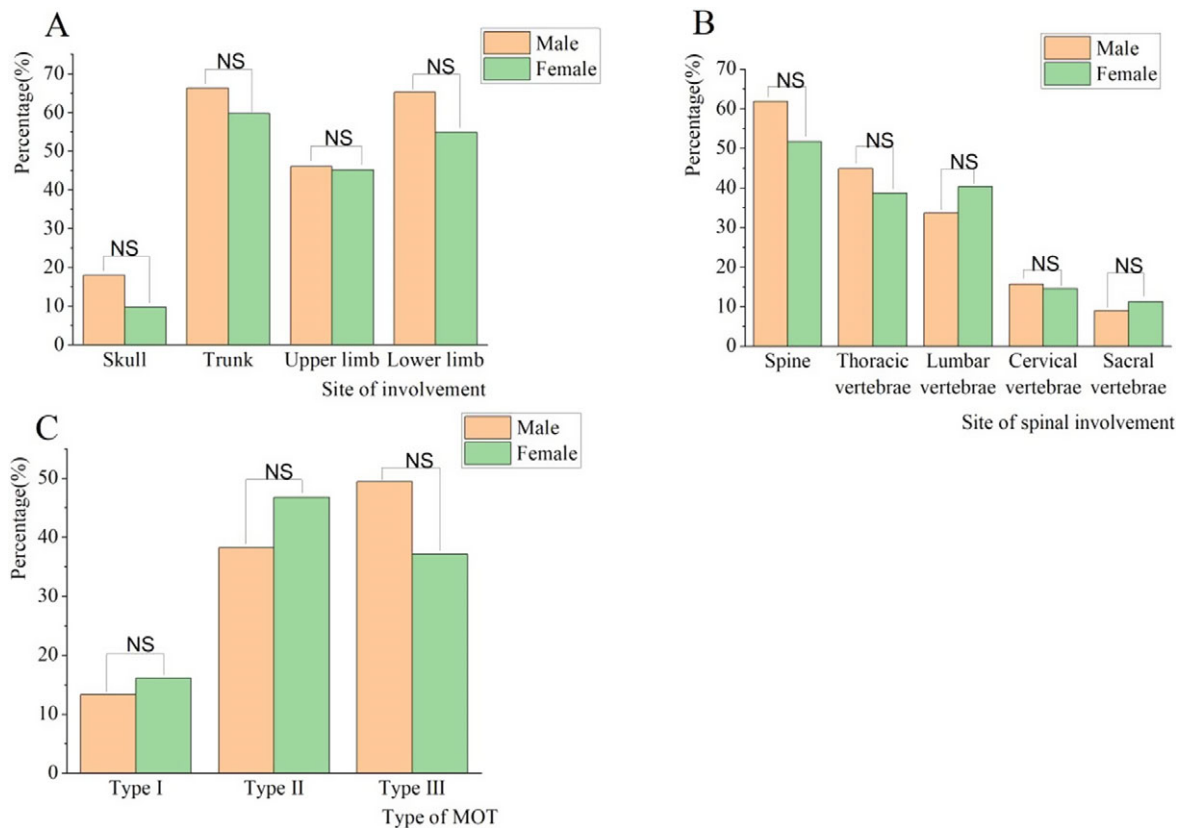 A
Male
Female
Percentage(%)
70
60
50
40
30
20
10
0
NS
NS
NS
NS
Skull
Trunk
Upper limb
Lower limb
Site of involvement
B
Male
Female
Percentage(%)
70
60
50
40
30
20
10
0
NS
NS
NS
NS
NS
Spine
Thoracic
vertebrae
Lumbar
vertebrae
Cervical
vertebrae
Sacral
vertebrae
Site of spinal involvement
C
Male
Female
Percentage(%)
50
40
30
20
10
0
NS
NS
NS
Type I
Type II
Type III
Type of MOT